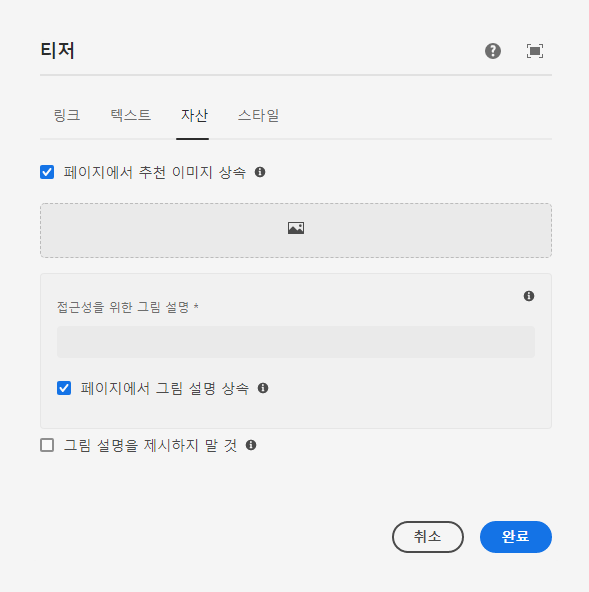 티저
링크 텍스트 자산 스타일
페이지에서 추천 이미지 상속
접근성을 위한 그림 설명 *
페이지에서 그림 설명 상속
그림 설명을 제시하지 말 것
취소 완료